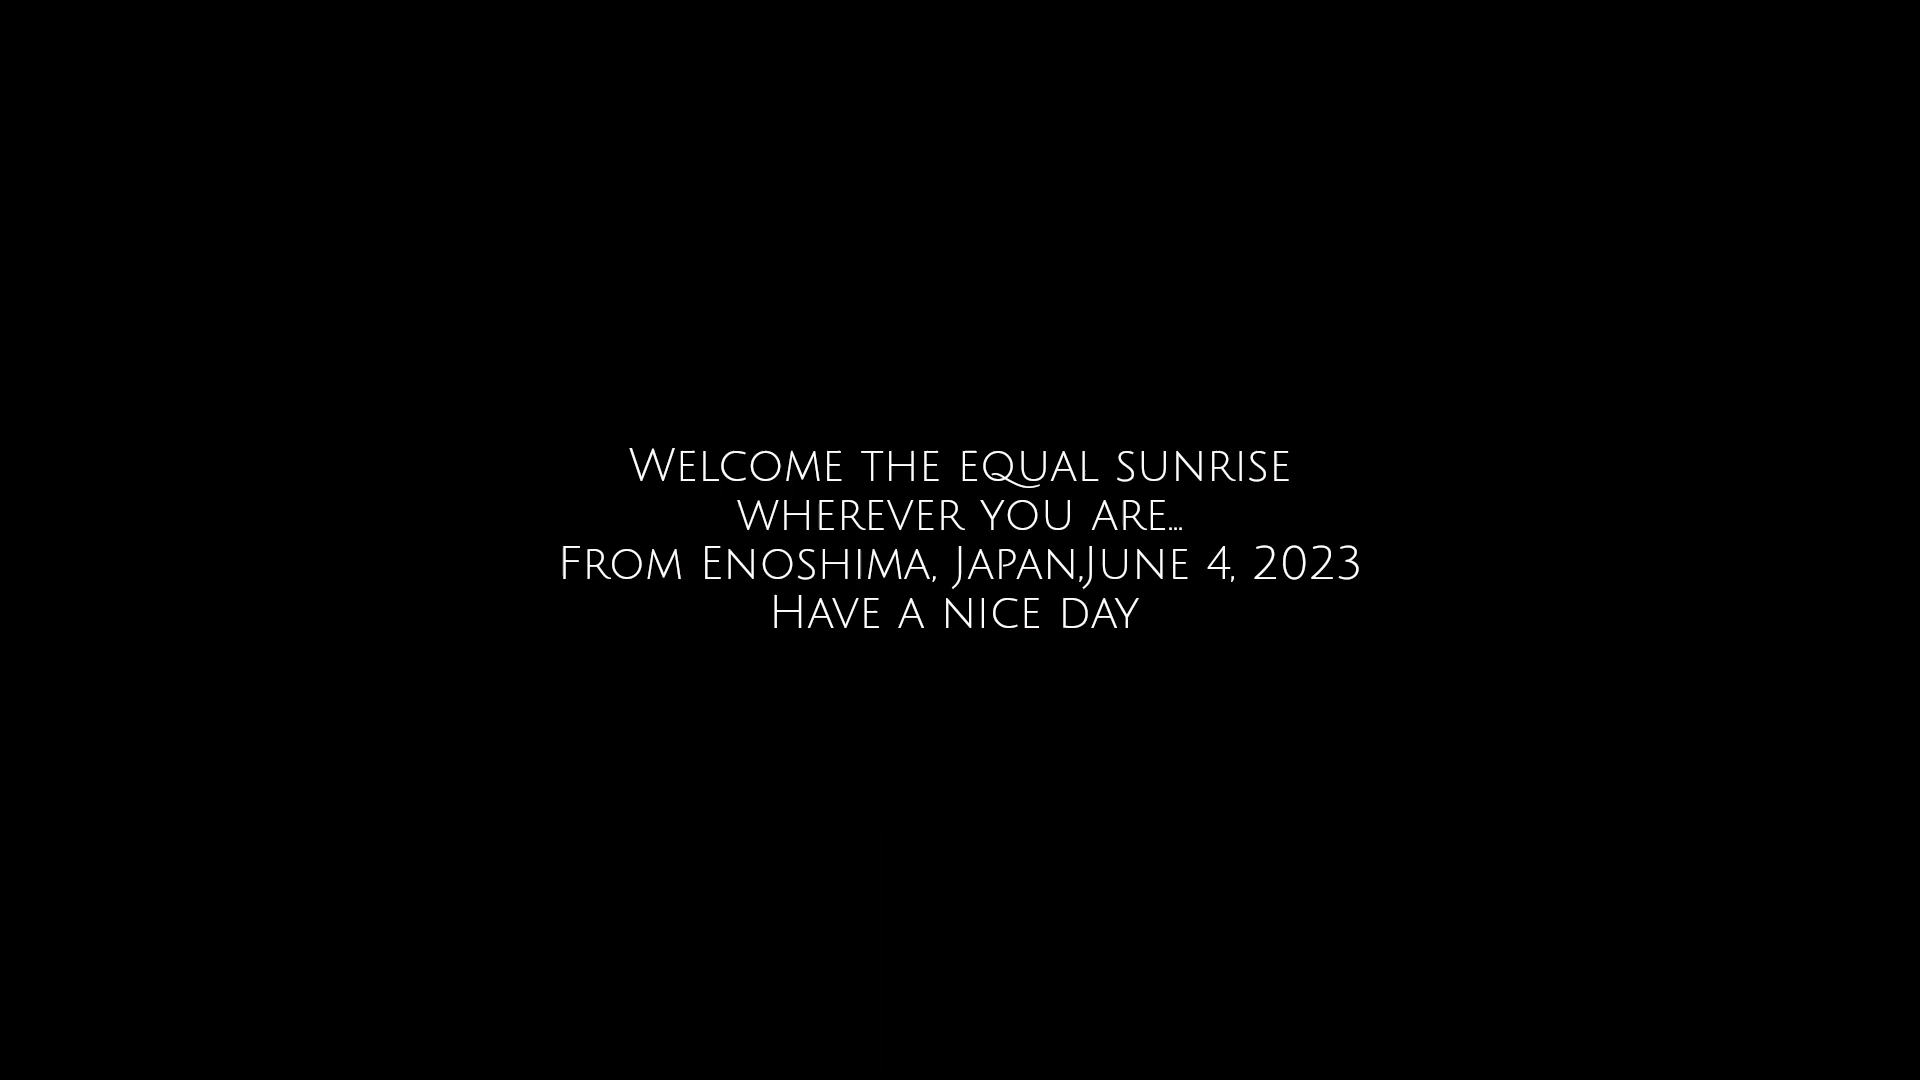 Welcome the equal sunrise
wherever you are...
From Enoshima, Japan,June 4, 2023
Have a nice day